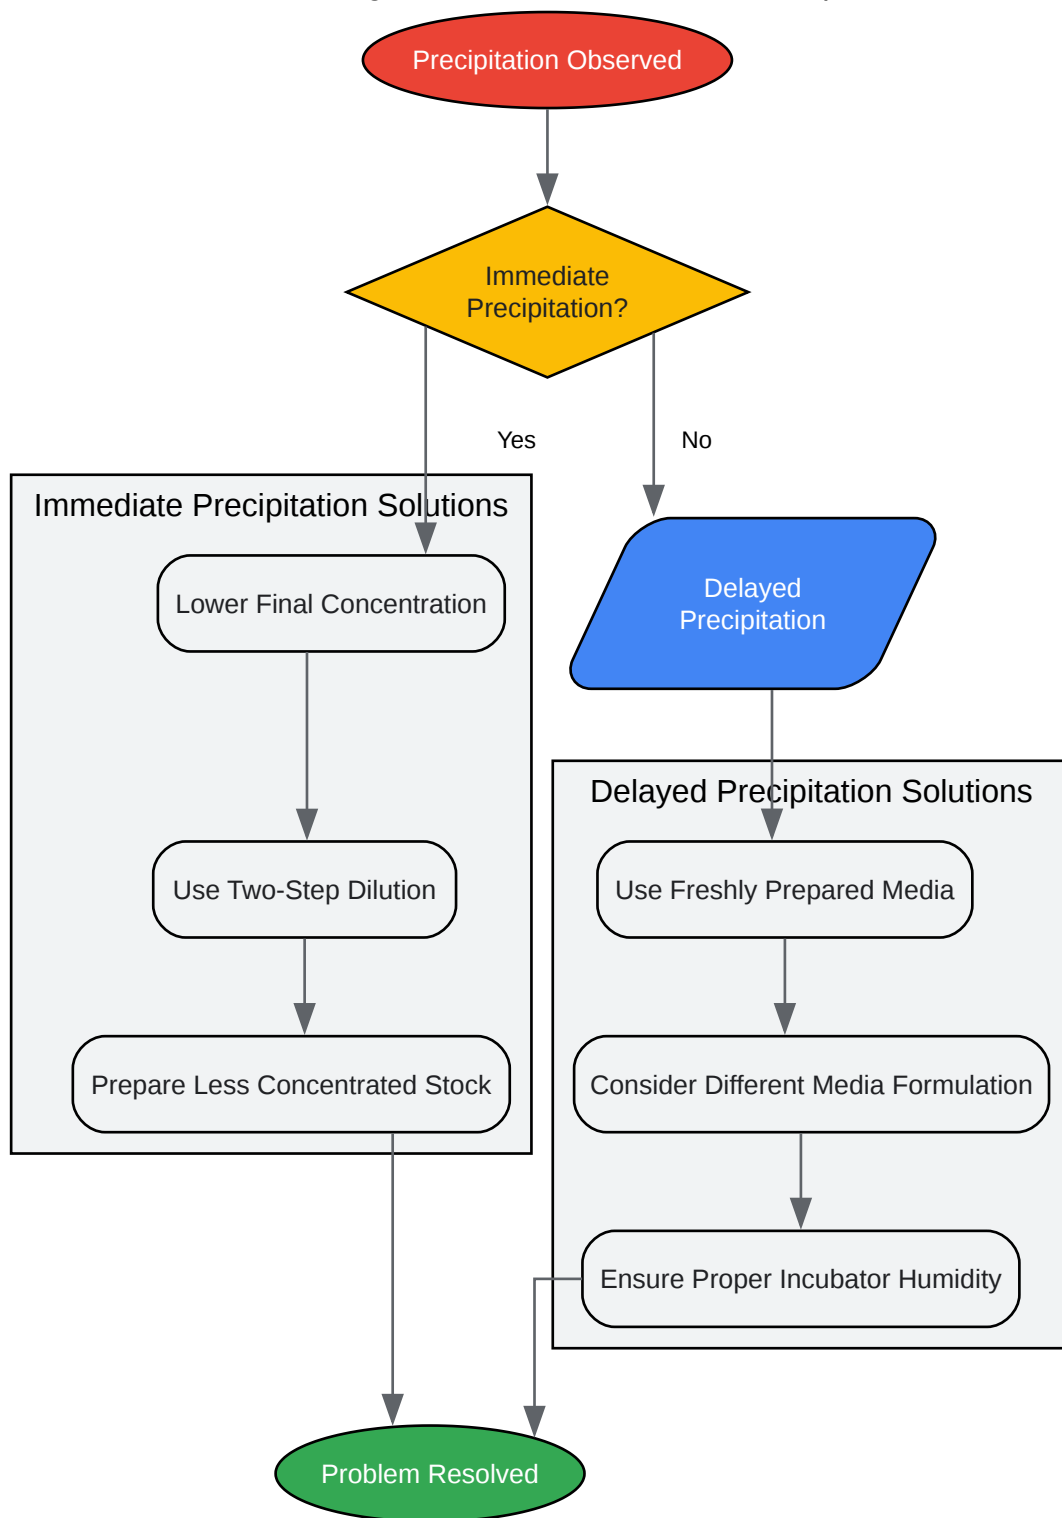 Precipitation Observed
Immediate
Precipitation?
Yes
No
Immediate Precipitation Solutions
Lower Final Concentration
Delayed
Precipitation
Delayed Precipitation Solutions
Use Two-Step Dilution
Use Freshly Prepared Media
Prepare Less Concentrated Stock
Consider Different Media Formulation
Ensure Proper Incubator Humidity
Problem Resolved